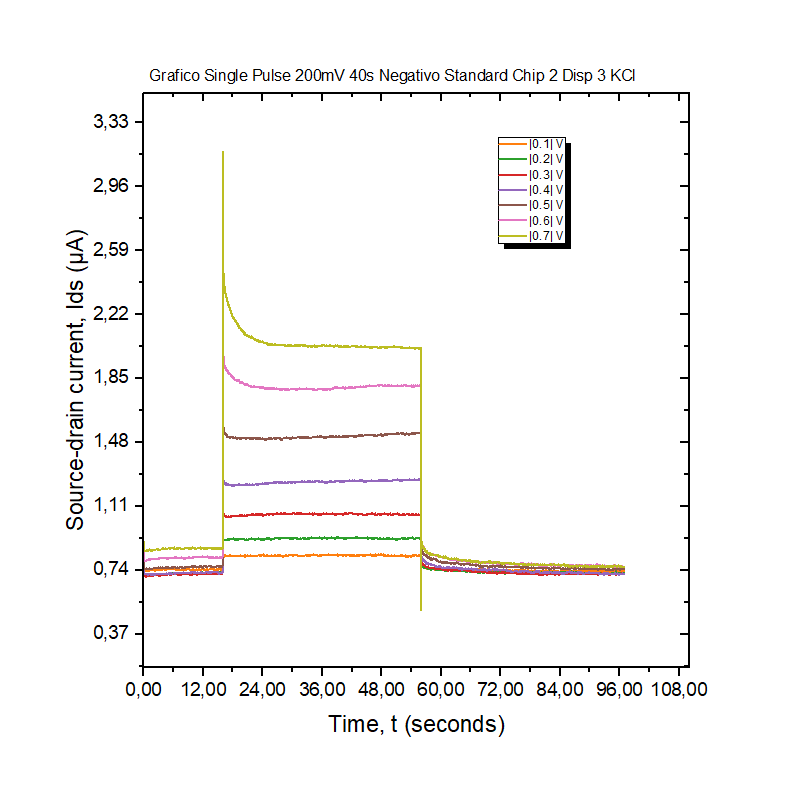 Grafico Single Pulse 200mV 40s Negativo Standard Chip 2 Disp 3 KCl
3,33
2,96
2,59
2,22
1,85
1,48
1,11
0,74
0,37
Source-drain current, Ids (μA)
|0.1| V
|0.2| V
|0.3| V
|0.4| V
|0.5| V
|0.6| V
|0.7| V
0,00 12,00 24,00 36,00 48,00 60,00 72,00 84,00 96,00 108,00
Time, t (seconds)